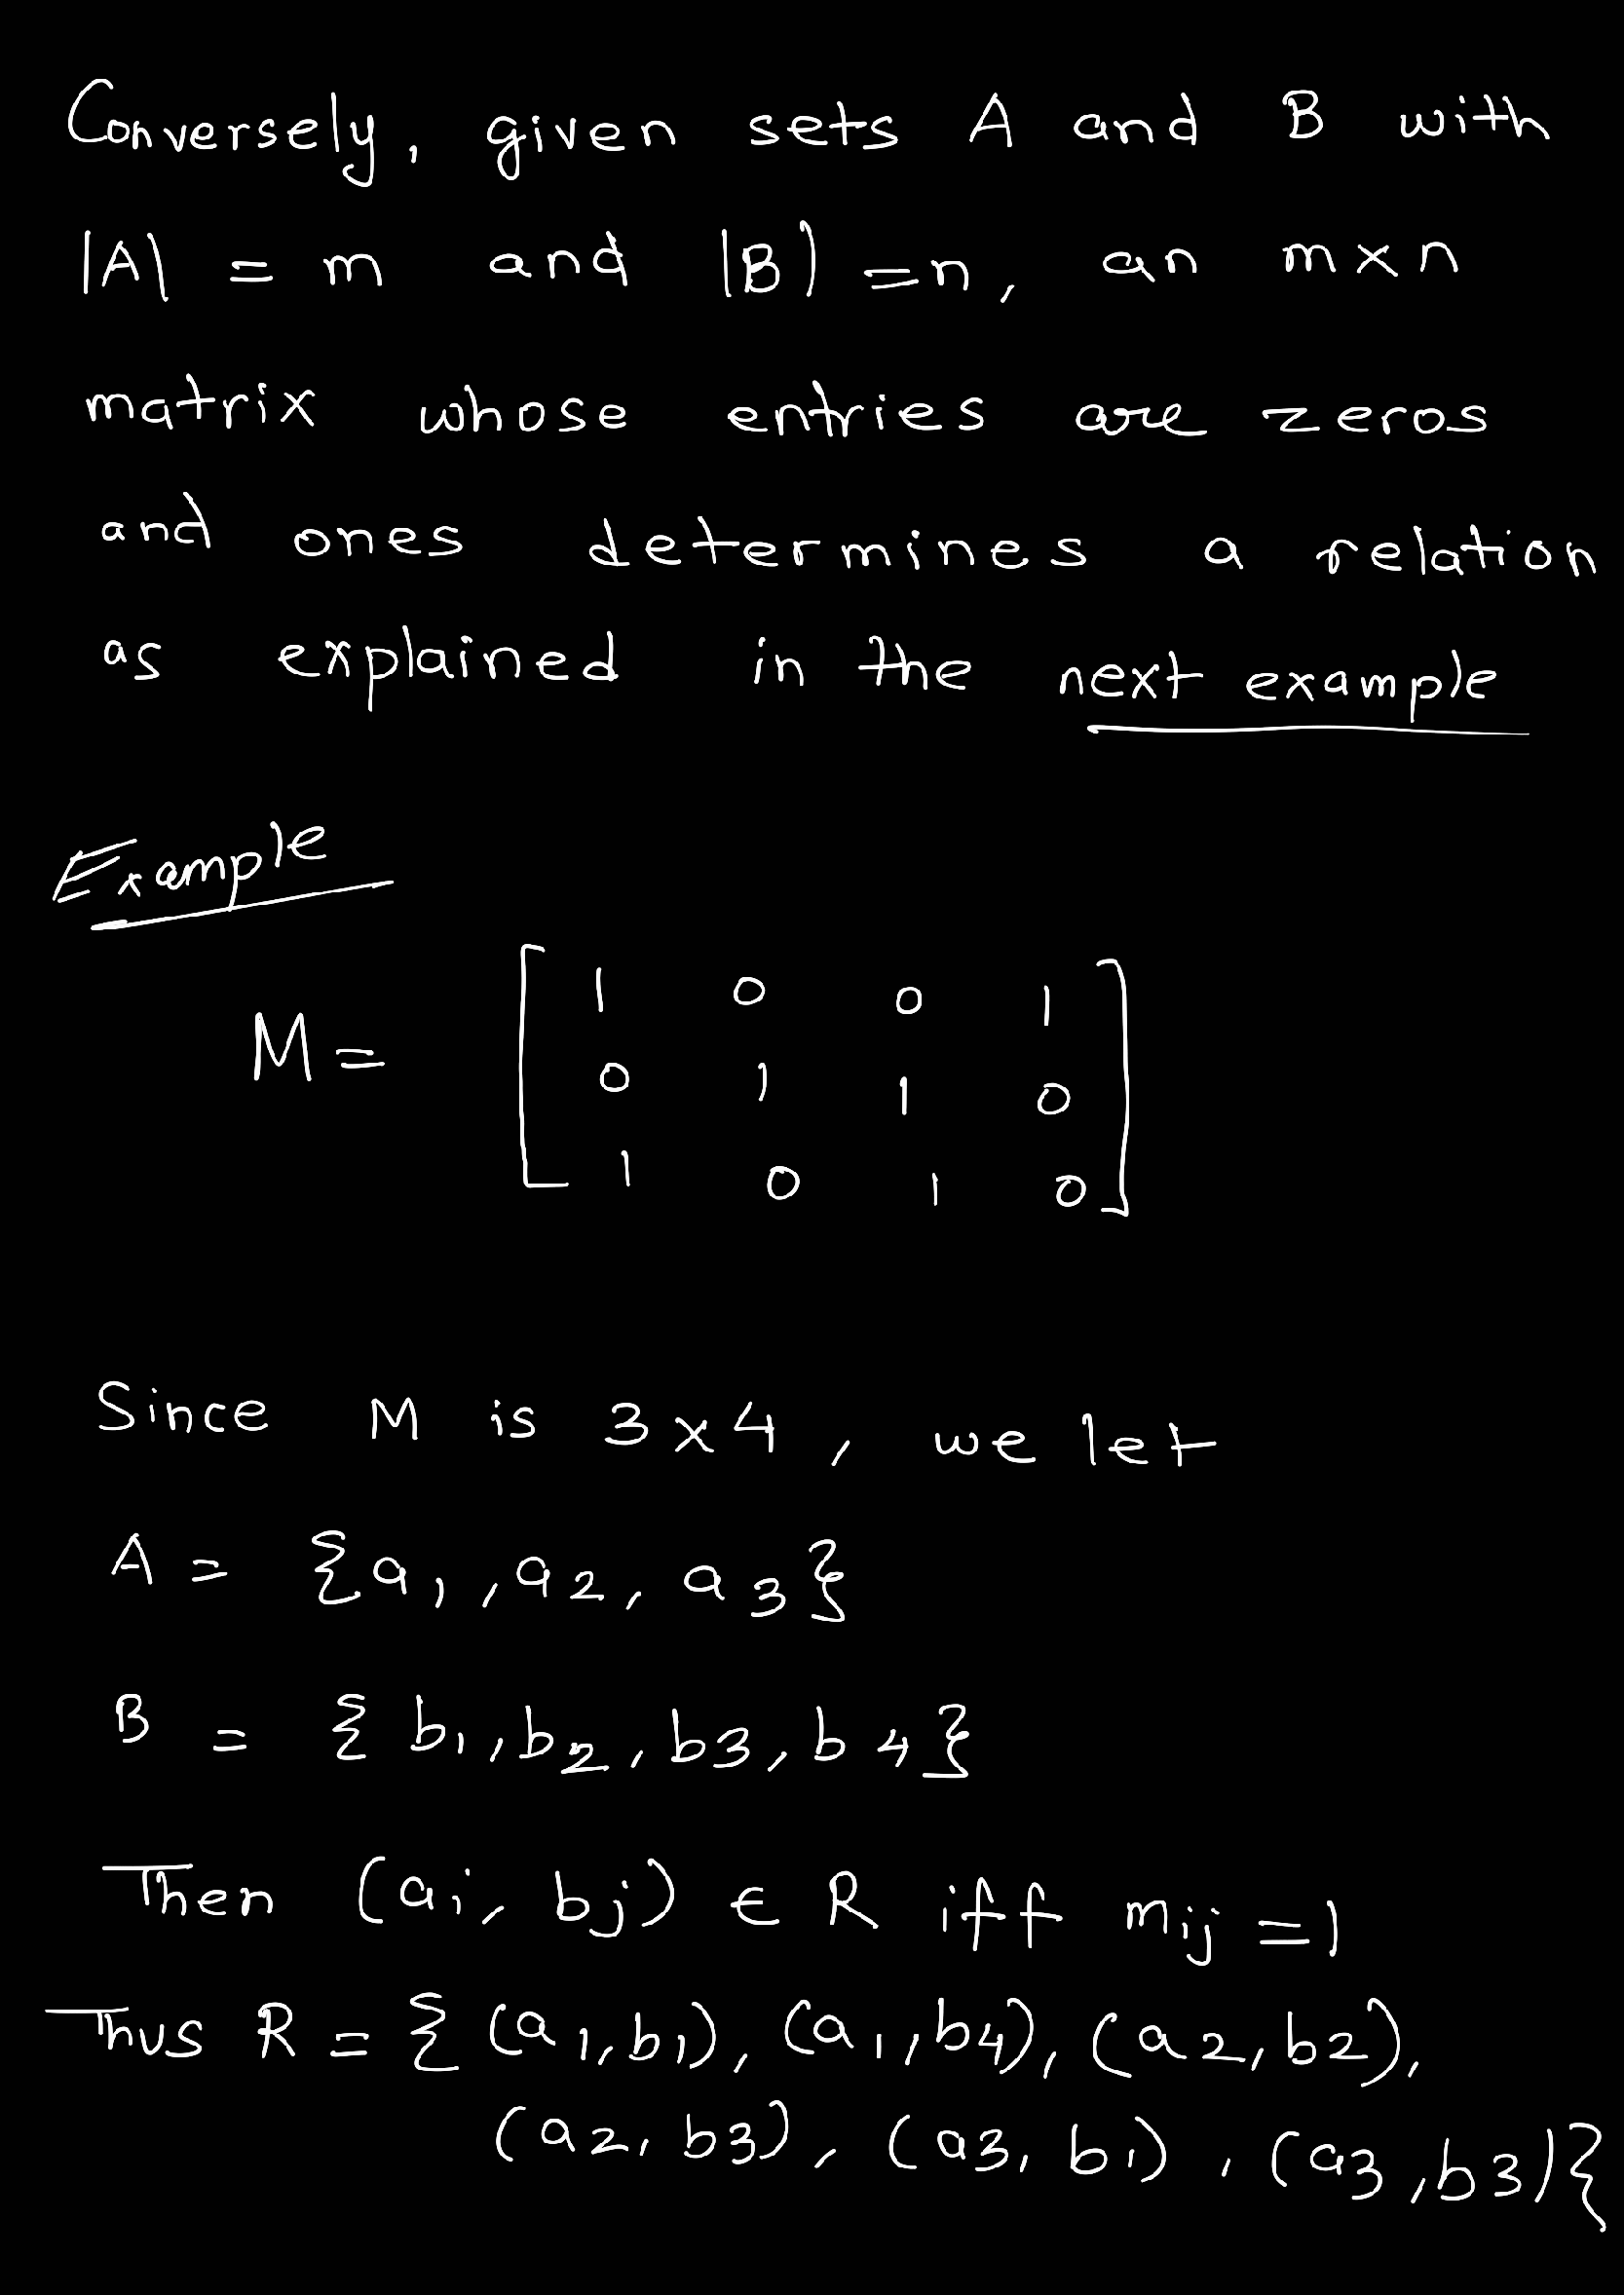 Conversely, given sets A and B with
|A| = m and |B| = n, an m x n
matrix whose entries are zeros
and ones determines a relation
as explained in the next example
Example
M = [ 1 0 0 1
0 1 1 0
1 0 1 0 ]
Since M is 3 x 4, we let
A = {a1, a2, a3}
B = {b1, b2, b3, b4}
Then (ai, bj) ∈ R iff mij = 1
Thus R = { (a1, b1), (a1, b4), (a2, b2),
(a2, b3), (a3, b1), (a3, b3)}